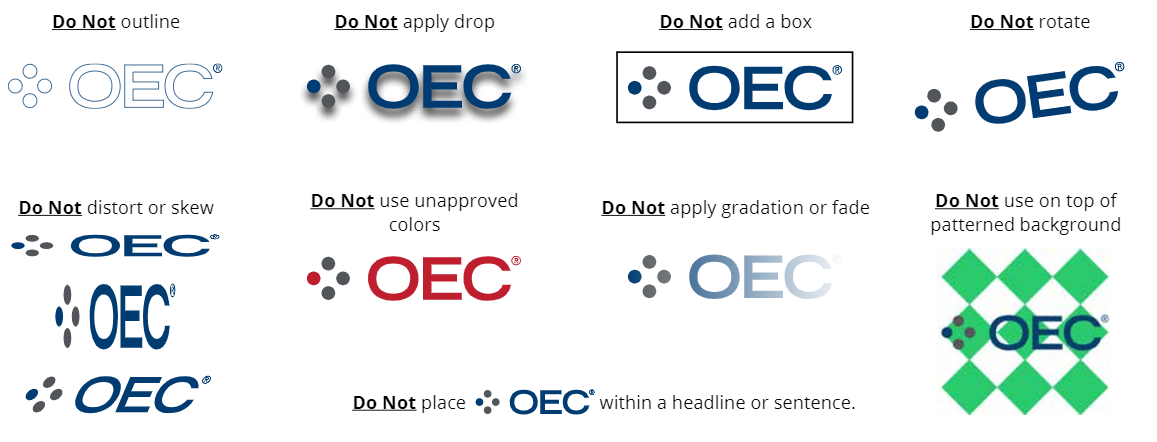 Do Not outline
OEC®
Do Not apply drop
OEC®
Do Not add a box
OEC®
Do Not rotate
OEC®
Do Not distort or skew
OEC®
OEC®
OEC®
Do Not use unapproved
colors
OEC®
Do Not apply gradation or fade
OEC®
Do Not use on top of
patterned background
OEC®
Do Not place OEC® within a headline or sentence.